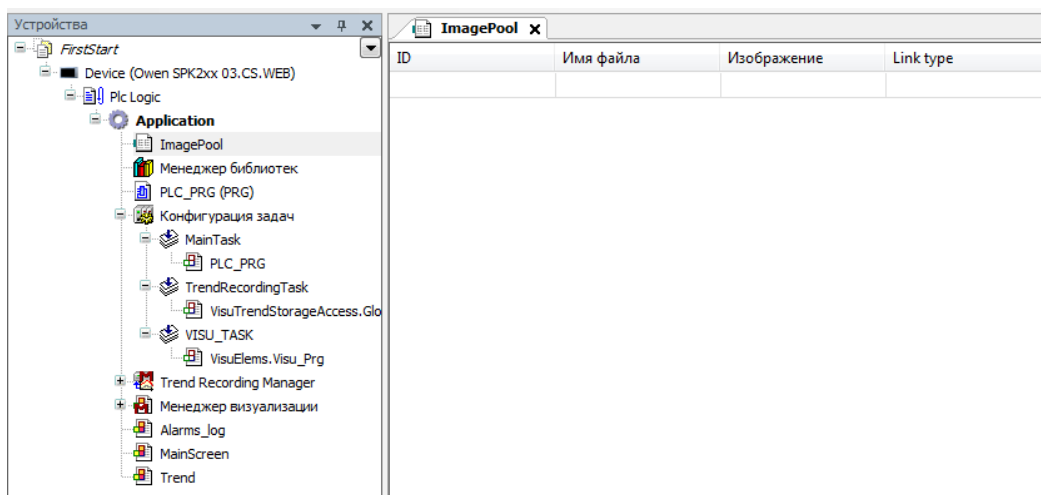 Устройства
FirstStart
Device (Owen SPK2xx 03.CS.WEB)
Plc Logic
Application
ImagePool
Менеджер библиотек
PLC_PRG (PRG)
Конфигурация задач
MainTask
PLC_PRG
TrendRecordingTask
VisuTrendStorageAccess.Glo
VISU_TASK
VisuElems.Visu_Prg
Trend Recording Manager
Менеджер визуализации
Alarms_log
MainScreen
Trend
ImagePool
ID Имя файла Изображение Link type